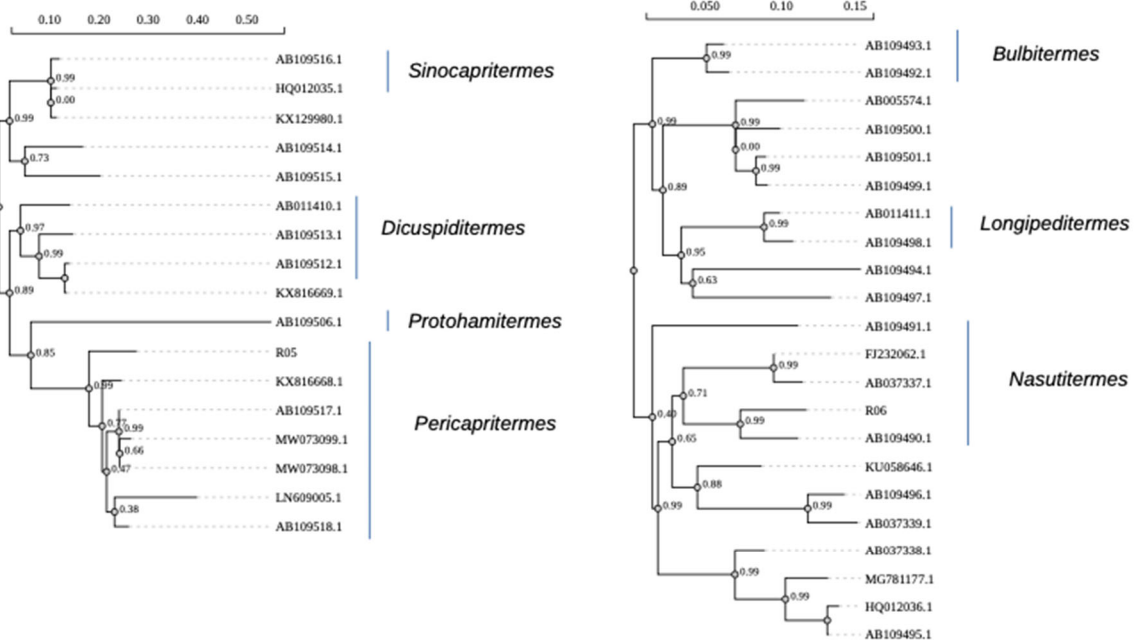 0.10 0.20 0.30 0.40 0.50
AB109516.1
0.99
HQ012035.1
0.00
KX129980.1
0.99
AB109514.1
0.73
AB109515.1
AB011410.1
0.97
AB109513.1
0.99
AB109512.1
0.89
KX816669.1
AB109506.1
0.85
R05
KX816668.1
0.99
AB109517.1
0.99
MW073099.1
0.66
MW073098.1
0.47
LN609005.1
0.38
AB109518.1
Sinocapritermes
Dicuspiditermes
Protohamitermes
Pericapritermes
0.050 0.10 0.15
AB109493.1
0.99
AB109492.1
AB005574.1
0.99
0.99
AB109500.1
0.00
AB109501.1
0.99
AB109499.1
0.89
AB011411.1
0.99
AB109498.1
0.95
AB109494.1
0.63
AB109497.1
AB109491.1
FJ232062.1
0.99
AB037337.1
0.71
R06
0.99
AB109490.1
0.65
KU058646.1
0.88
AB109496.1
0.99
0.99
AB037339.1
AB037338.1
0.99
MG781177.1
0.99
HQ012036.1
AB109495.1
Bulbitermes
Longipeditermes
Nasutitermes